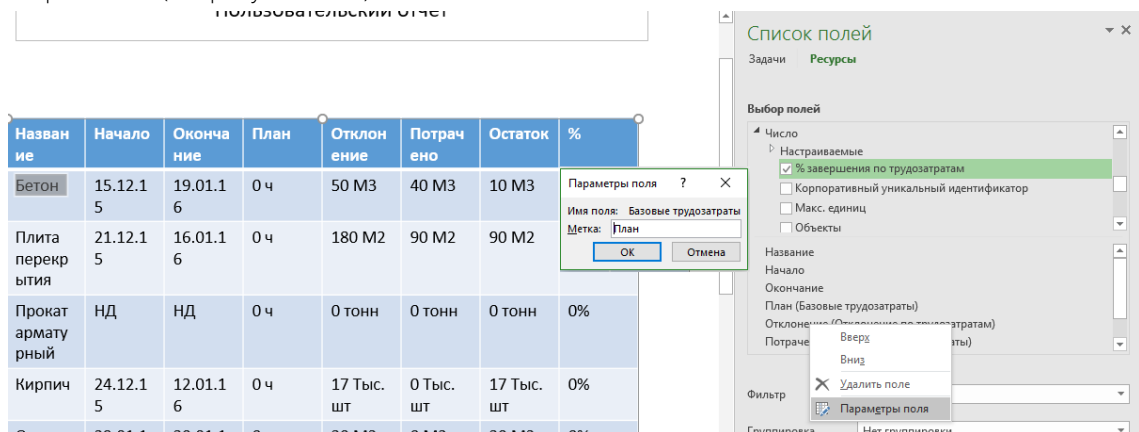 Пользовательский отчет
Назван
ие
Начало
Оконча
ние
План
Отклон
ение
Потрач
ено
Остаток
%
Бетон
15.12.1
5
19.01.1
6
0 ч
50 М3
40 М3
10 М3
Плита
перекр
ытия
21.12.1
5
16.01.1
6
0 ч
180 М2
90 М2
90 М2
Прокат
армату
рный
НД
НД
0 ч
0 тонн
0 тонн
0 тонн
0%
Кирпич
24.12.1
5
12.01.1
6
0 ч
17 Тыс.
шт
0 Тыс.
шт
17 Тыс.
шт
0%
Параметры поля ? X
Имя поля: Базовые трудозатраты
Метка: План
ОК Отмена
Список полей
Задачи Ресурсы
Выбор полей
Число
Настраиваемые
% завершения по трудозатратам
Корпоративный уникальный идентификатор
Макс. единиц
Объекты
Название
Начало
Окончание
План (Базовые трудозатраты)
Отклонение (Отклонение по трудозатратам)
Потраче
аты)
Вверх
Вниз
Удалить поле
Параметры поля
Фильтр
Группировка Нет группировки